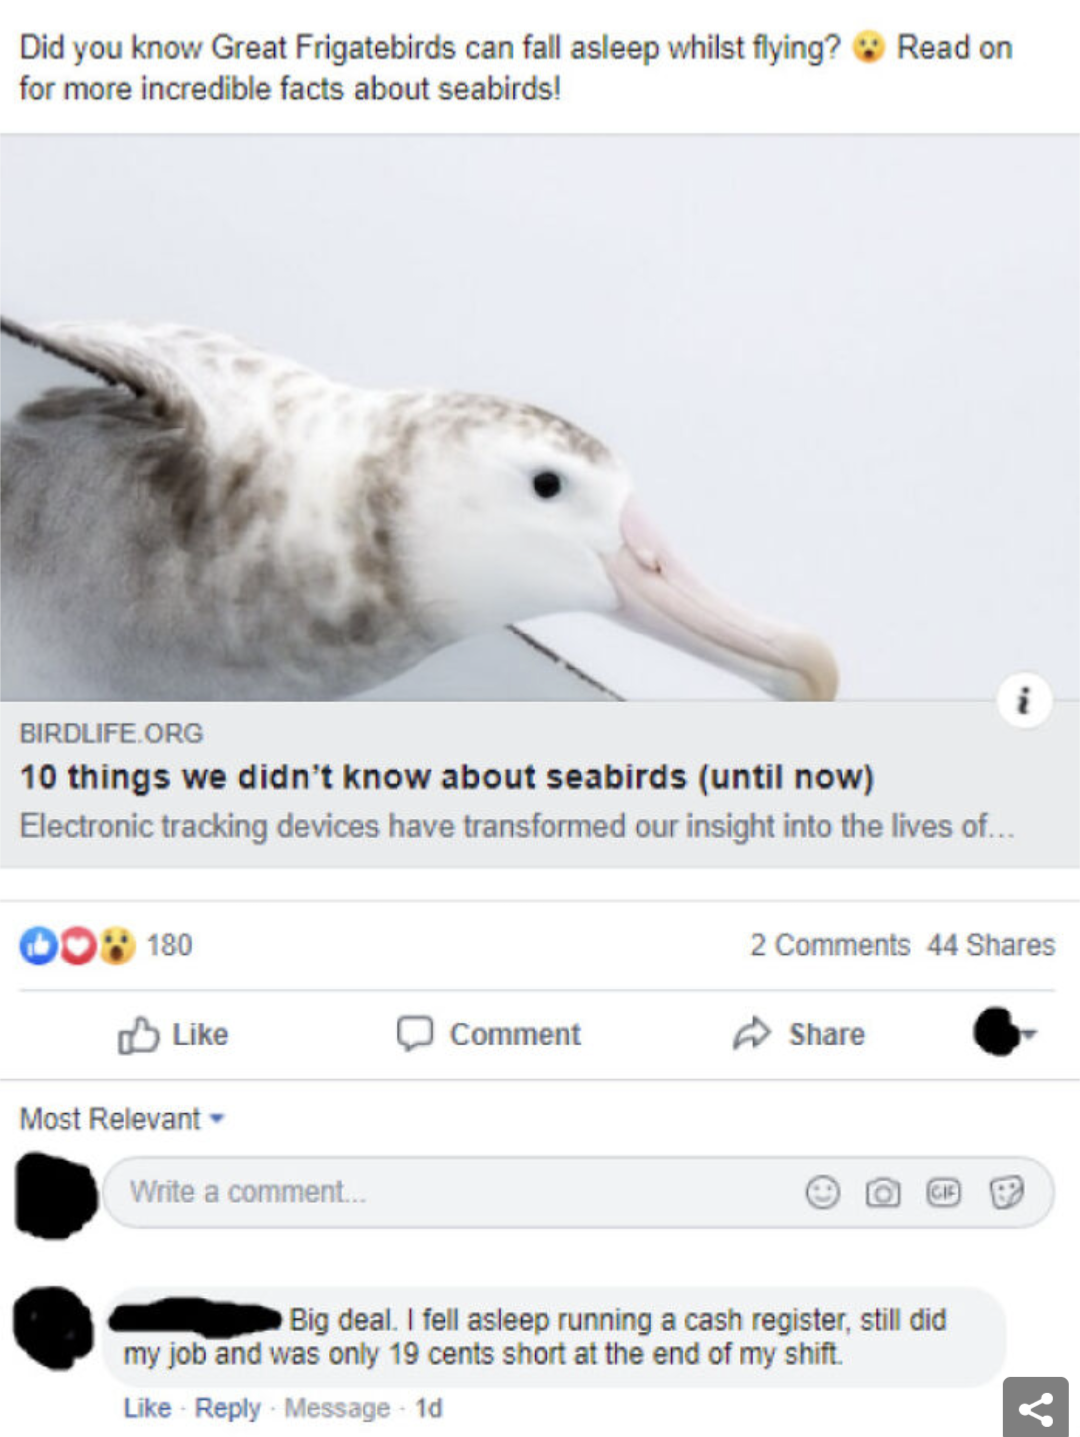 Did you know Great Frigatebirds can fall asleep whilst flying? 😮 Read on
for more incredible facts about seabirds!
i
BIRDLIFE.ORG
10 things we didn't know about seabirds (until now)
Electronic tracking devices have transformed our insight into the lives of...
180
2 Comments 44 Shares
Like Comment Share
Most Relevant
Write a comment...
GIF
Big deal. I fell asleep running a cash register, still did
my job and was only 19 cents short at the end of my shift.
Like · Reply · Message · 1d